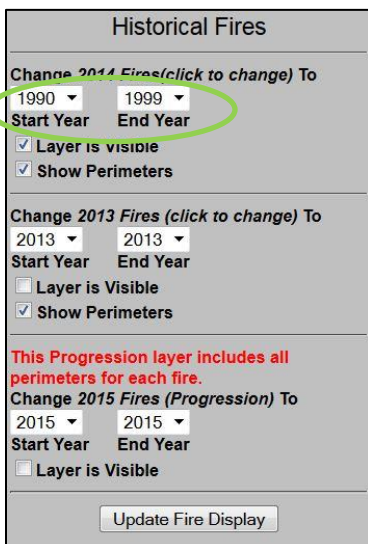 Historical Fires
Change 2014 Fires(click to change) To
1990 1999
Start Year End Year
Layer is Visible
Show Perimeters
Change 2013 Fires (click to change) To
2013 2013
Start Year End Year
Layer is Visible
Show Perimeters
This Progression layer includes all
perimeters for each fire.
Change 2015 Fires (Progression) To
2015 2015
Start Year End Year
Layer is Visible
Update Fire Display